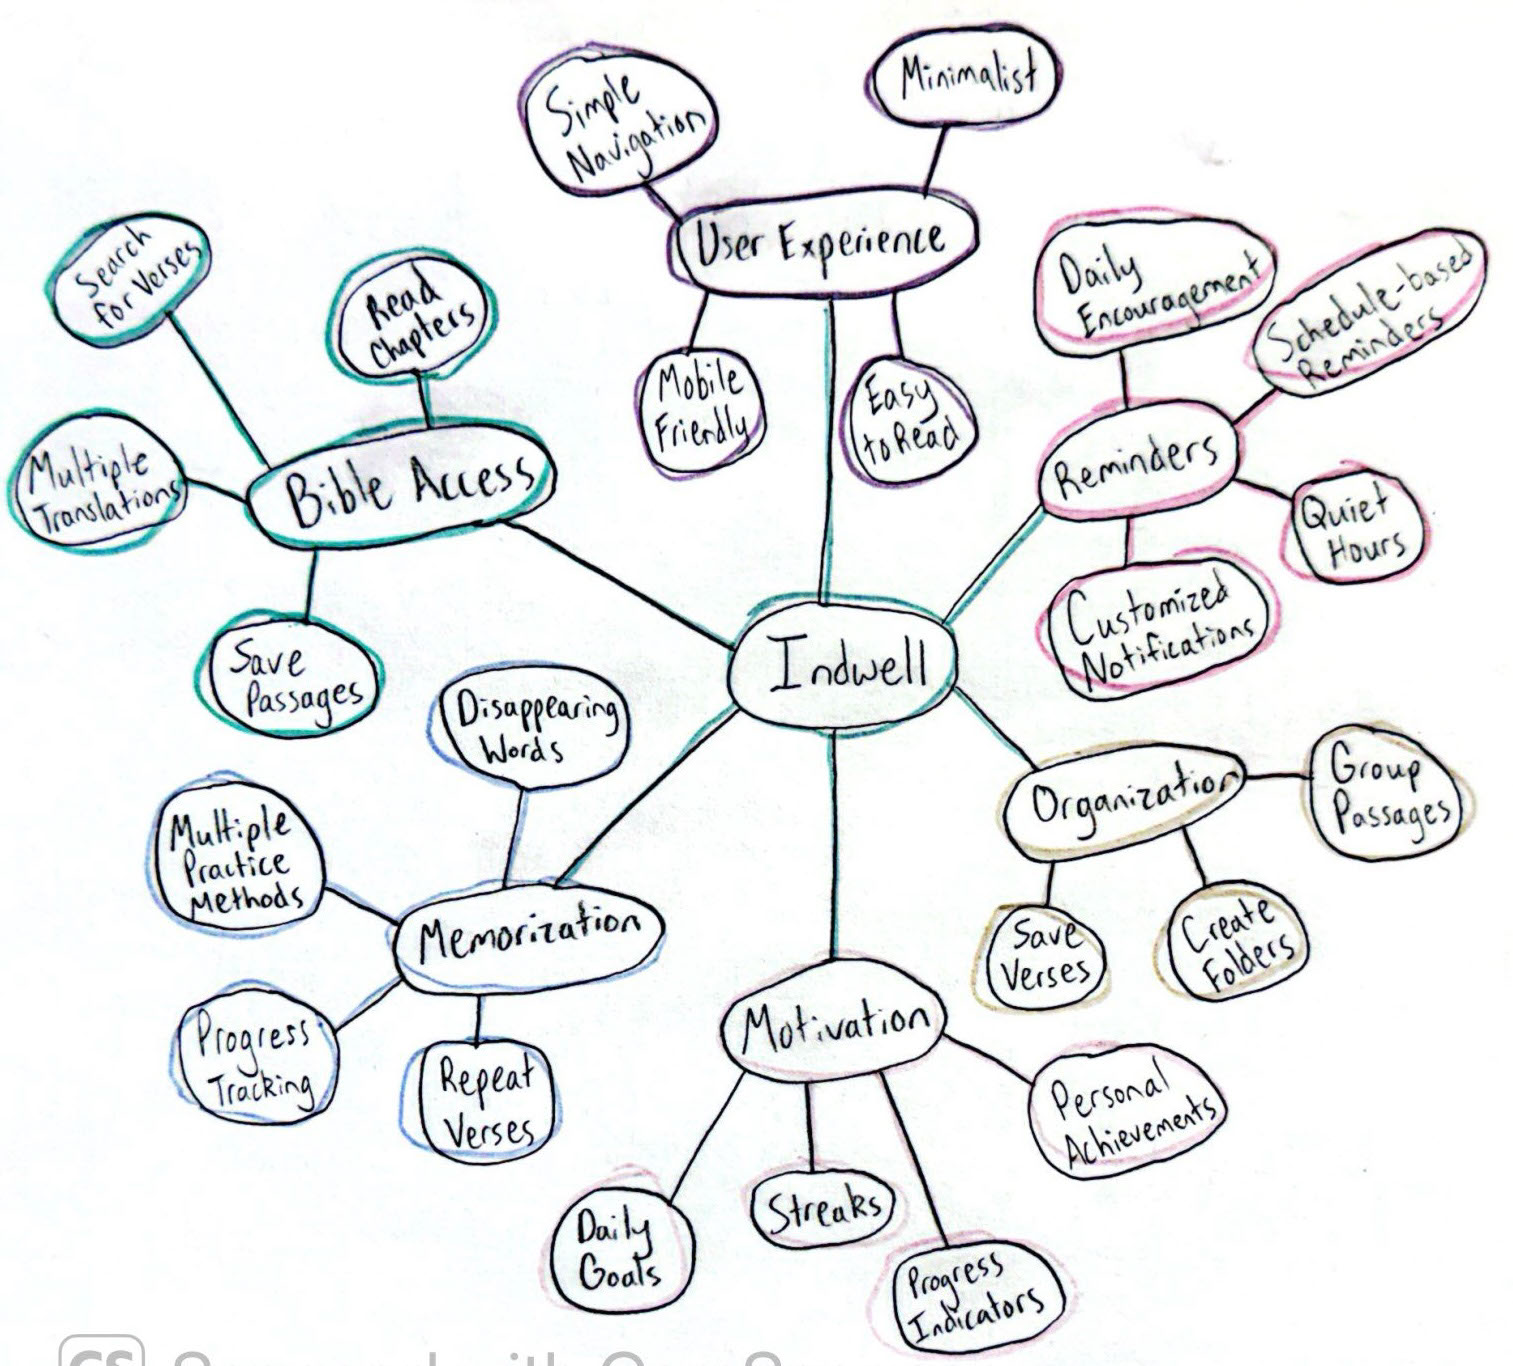 Simple
Navigation
Minimalist
User Experience
Mobile
Friendly
Easy
to Read
Search
for Verses
Read
Chapters
Multiple
Translations
Bible Access
Save
Passages
Daily
Encouragement
Schedule-based
Reminders
Reminders
Quiet
Hours
Customized
Notifications
Indwell
Disappearing
Words
Multiple
Practice
Methods
Memorization
Progress
Tracking
Repeat
Verses
Organization
Group
Passages
Save
Verses
Create
Folders
Motivation
Personal
Achievements
Daily
Goals
Streaks
Progress
Indicators
CS